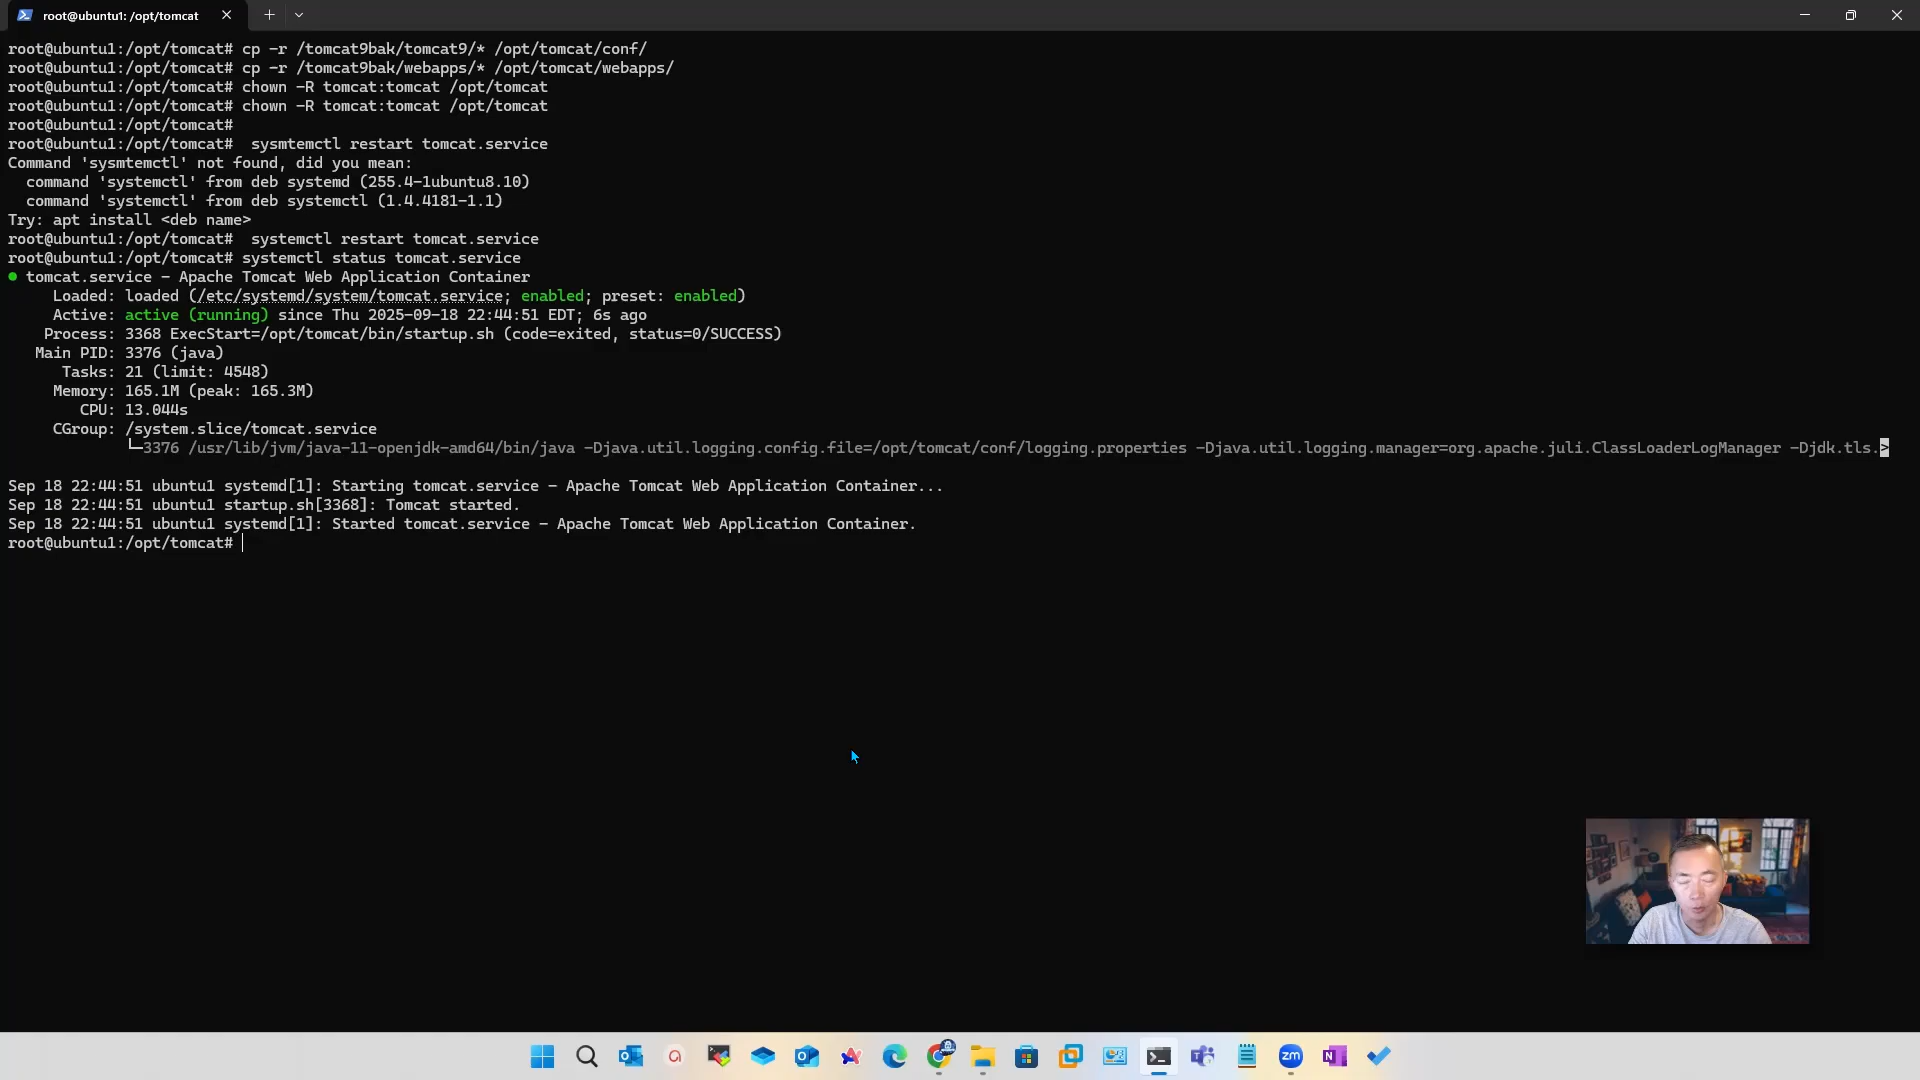 root@ubuntu1: /opt/tomcat
root@ubuntu1:/opt/tomcat# cp -r /tomcat9bak/tomcat9/* /opt/tomcat/conf/
root@ubuntu1:/opt/tomcat# cp -r /tomcat9bak/webapps/* /opt/tomcat/webapps/
root@ubuntu1:/opt/tomcat# chown -R tomcat:tomcat /opt/tomcat
root@ubuntu1:/opt/tomcat# chown -R tomcat:tomcat /opt/tomcat
root@ubuntu1:/opt/tomcat#
root@ubuntu1:/opt/tomcat#  sysmtemctl restart tomcat.service
Command 'sysmtemctl' not found, did you mean:
  command 'systemctl' from deb systemd (255.4-1ubuntu8.10)
  command 'systemctl' from deb systemctl (1.4.4181-1.1)
Try: apt install <deb name>
root@ubuntu1:/opt/tomcat#  systemctl restart tomcat.service
root@ubuntu1:/opt/tomcat# systemctl status tomcat.service
● tomcat.service - Apache Tomcat Web Application Container
     Loaded: loaded (/etc/systemd/system/tomcat.service; enabled; preset: enabled)
     Active: active (running) since Thu 2025-09-18 22:44:51 EDT; 6s ago
    Process: 3368 ExecStart=/opt/tomcat/bin/startup.sh (code=exited, status=0/SUCCESS)
   Main PID: 3376 (java)
      Tasks: 21 (limit: 4548)
     Memory: 165.1M (peak: 165.3M)
        CPU: 13.044s
     CGroup: /system.slice/tomcat.service
             └─3376 /usr/lib/jvm/java-11-openjdk-amd64/bin/java -Djava.util.logging.config.file=/opt/tomcat/conf/logging.properties -Djava.util.logging.manager=org.apache.juli.ClassLoaderLogManager -Djdk.tls.>
Sep 18 22:44:51 ubuntu1 systemd[1]: Starting tomcat.service - Apache Tomcat Web Application Container...
Sep 18 22:44:51 ubuntu1 startup.sh[3368]: Tomcat started.
Sep 18 22:44:51 ubuntu1 systemd[1]: Started tomcat.service - Apache Tomcat Web Application Container.
root@ubuntu1:/opt/tomcat#
zm